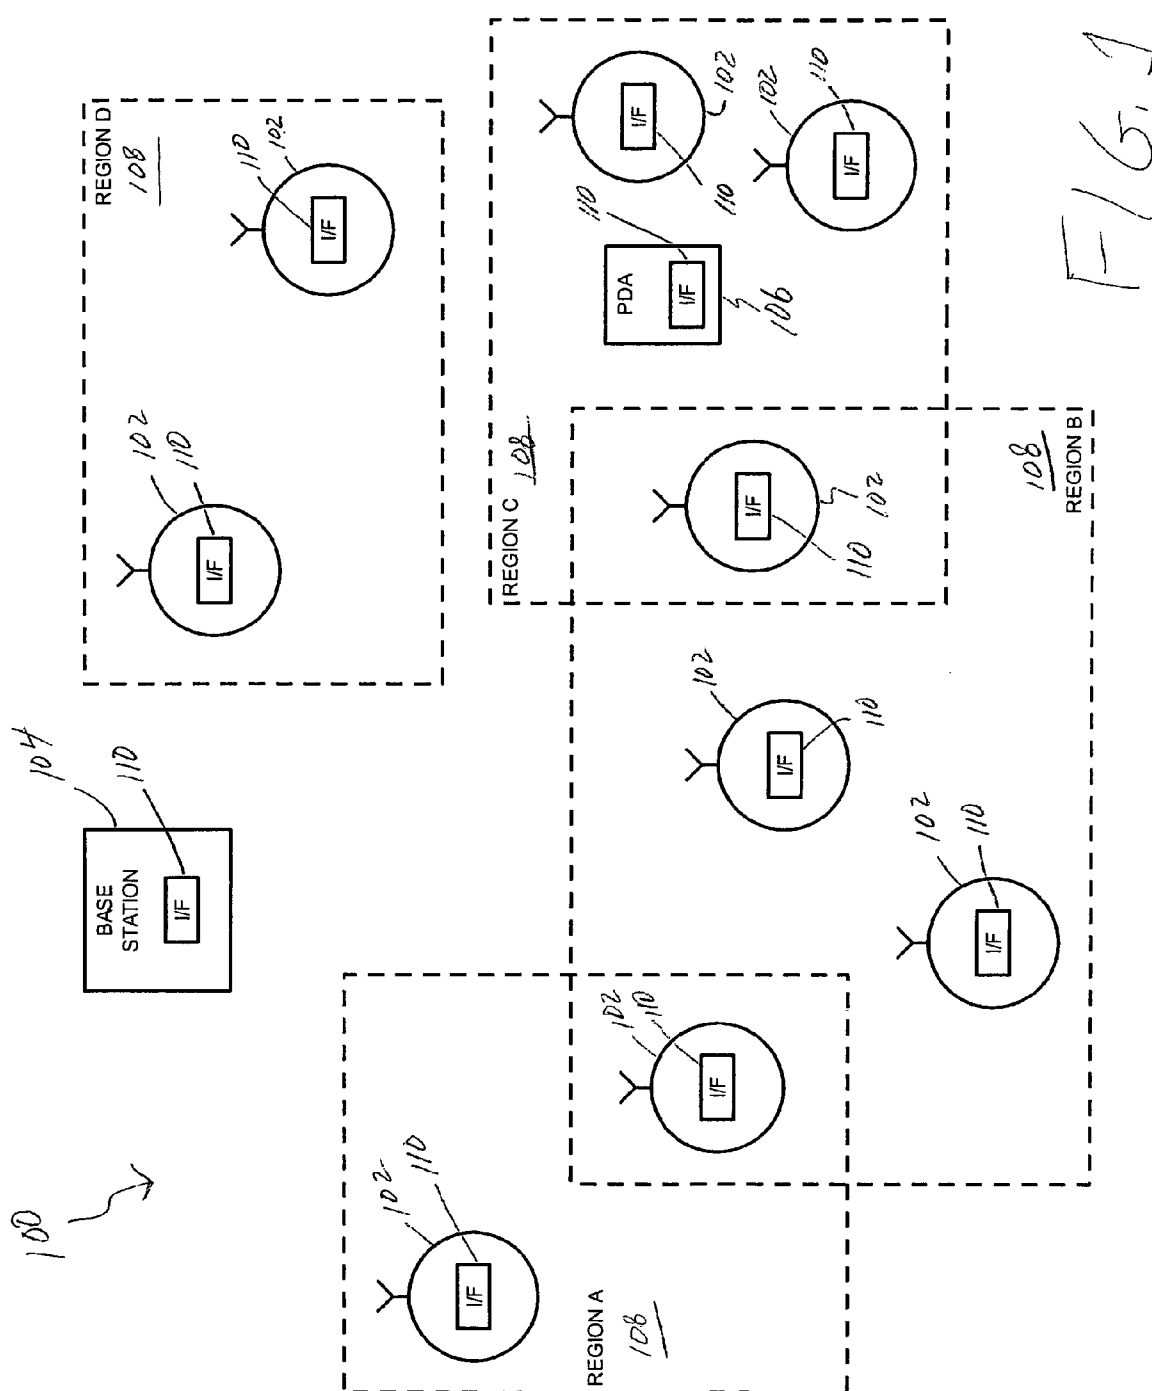 100
104
BASE
STATION
110
I/F
REGION D
108
102
110
I/F
110
102
I/F
102
110
I/F
REGION A
108
102
110
I/F
REGION C
108
I/F
110
102
110
PDA
I/F
106
I/F
110
102
102
110
I/F
102
I/F
110
102
110
I/F
108
REGION B
FIG. 1